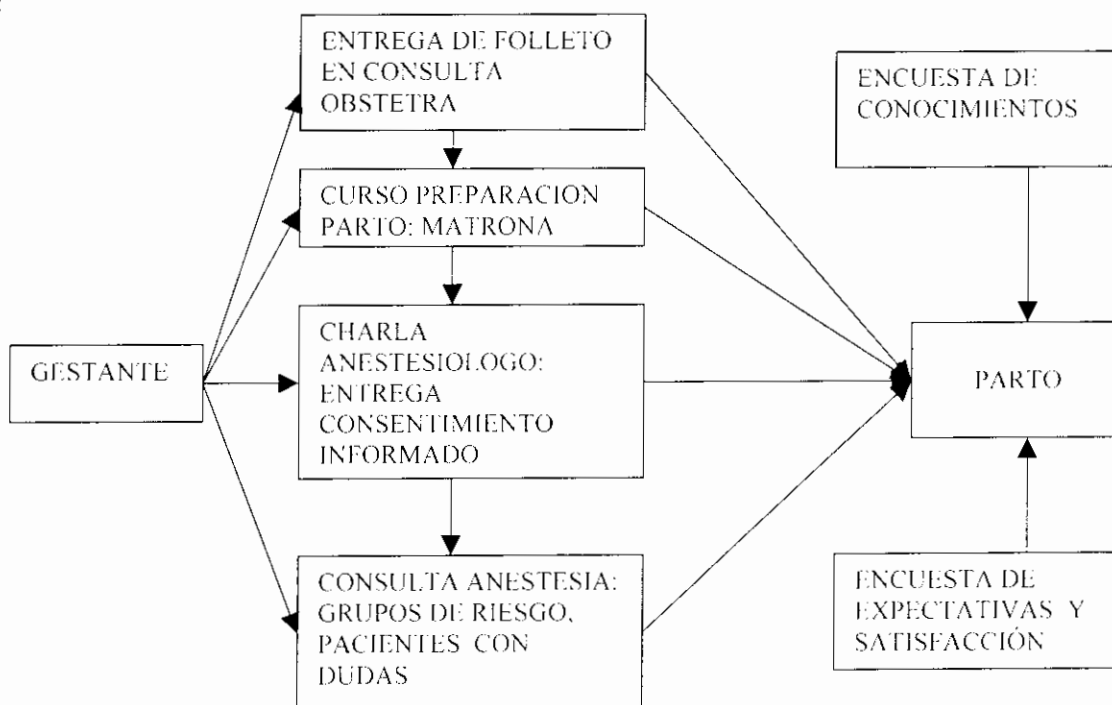 ENTREGA DE FOLLETO
EN CONSULTA
OBSTETRA
ENCUESTA DE
CONOCIMIENTOS
CURSO PREPARACION
PARTO: MATRONA
GESTANTE
CHARLA
ANESTESIOLOGO:
ENTREGA
CONSENTIMIENTO
INFORMADO
PARTO
CONSULTA ANESTESIA:
GRUPOS DE RIESGO,
PACIENTES CON
DUDAS
ENCUESTA DE
EXPECTATIVAS Y
SATISFACCIÓN